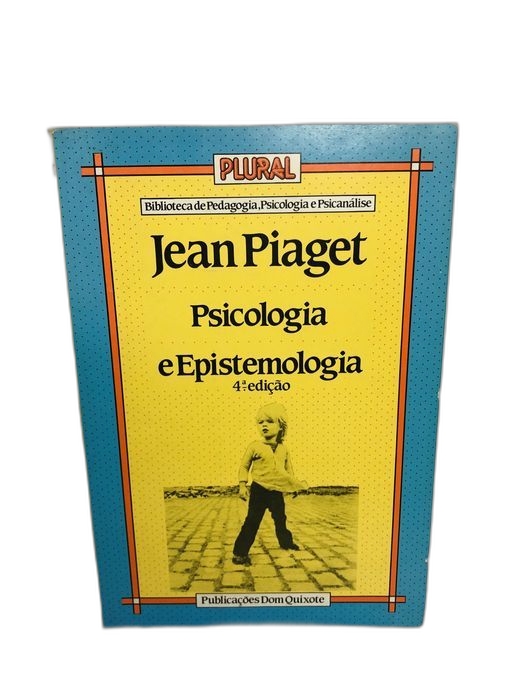 PLURAL
Biblioteca de Pedagogia, Psicologia e Psicanálise
Jean Piaget
Psicologia
e Epistemologia
4ª edição
Publicações Dom Quixote